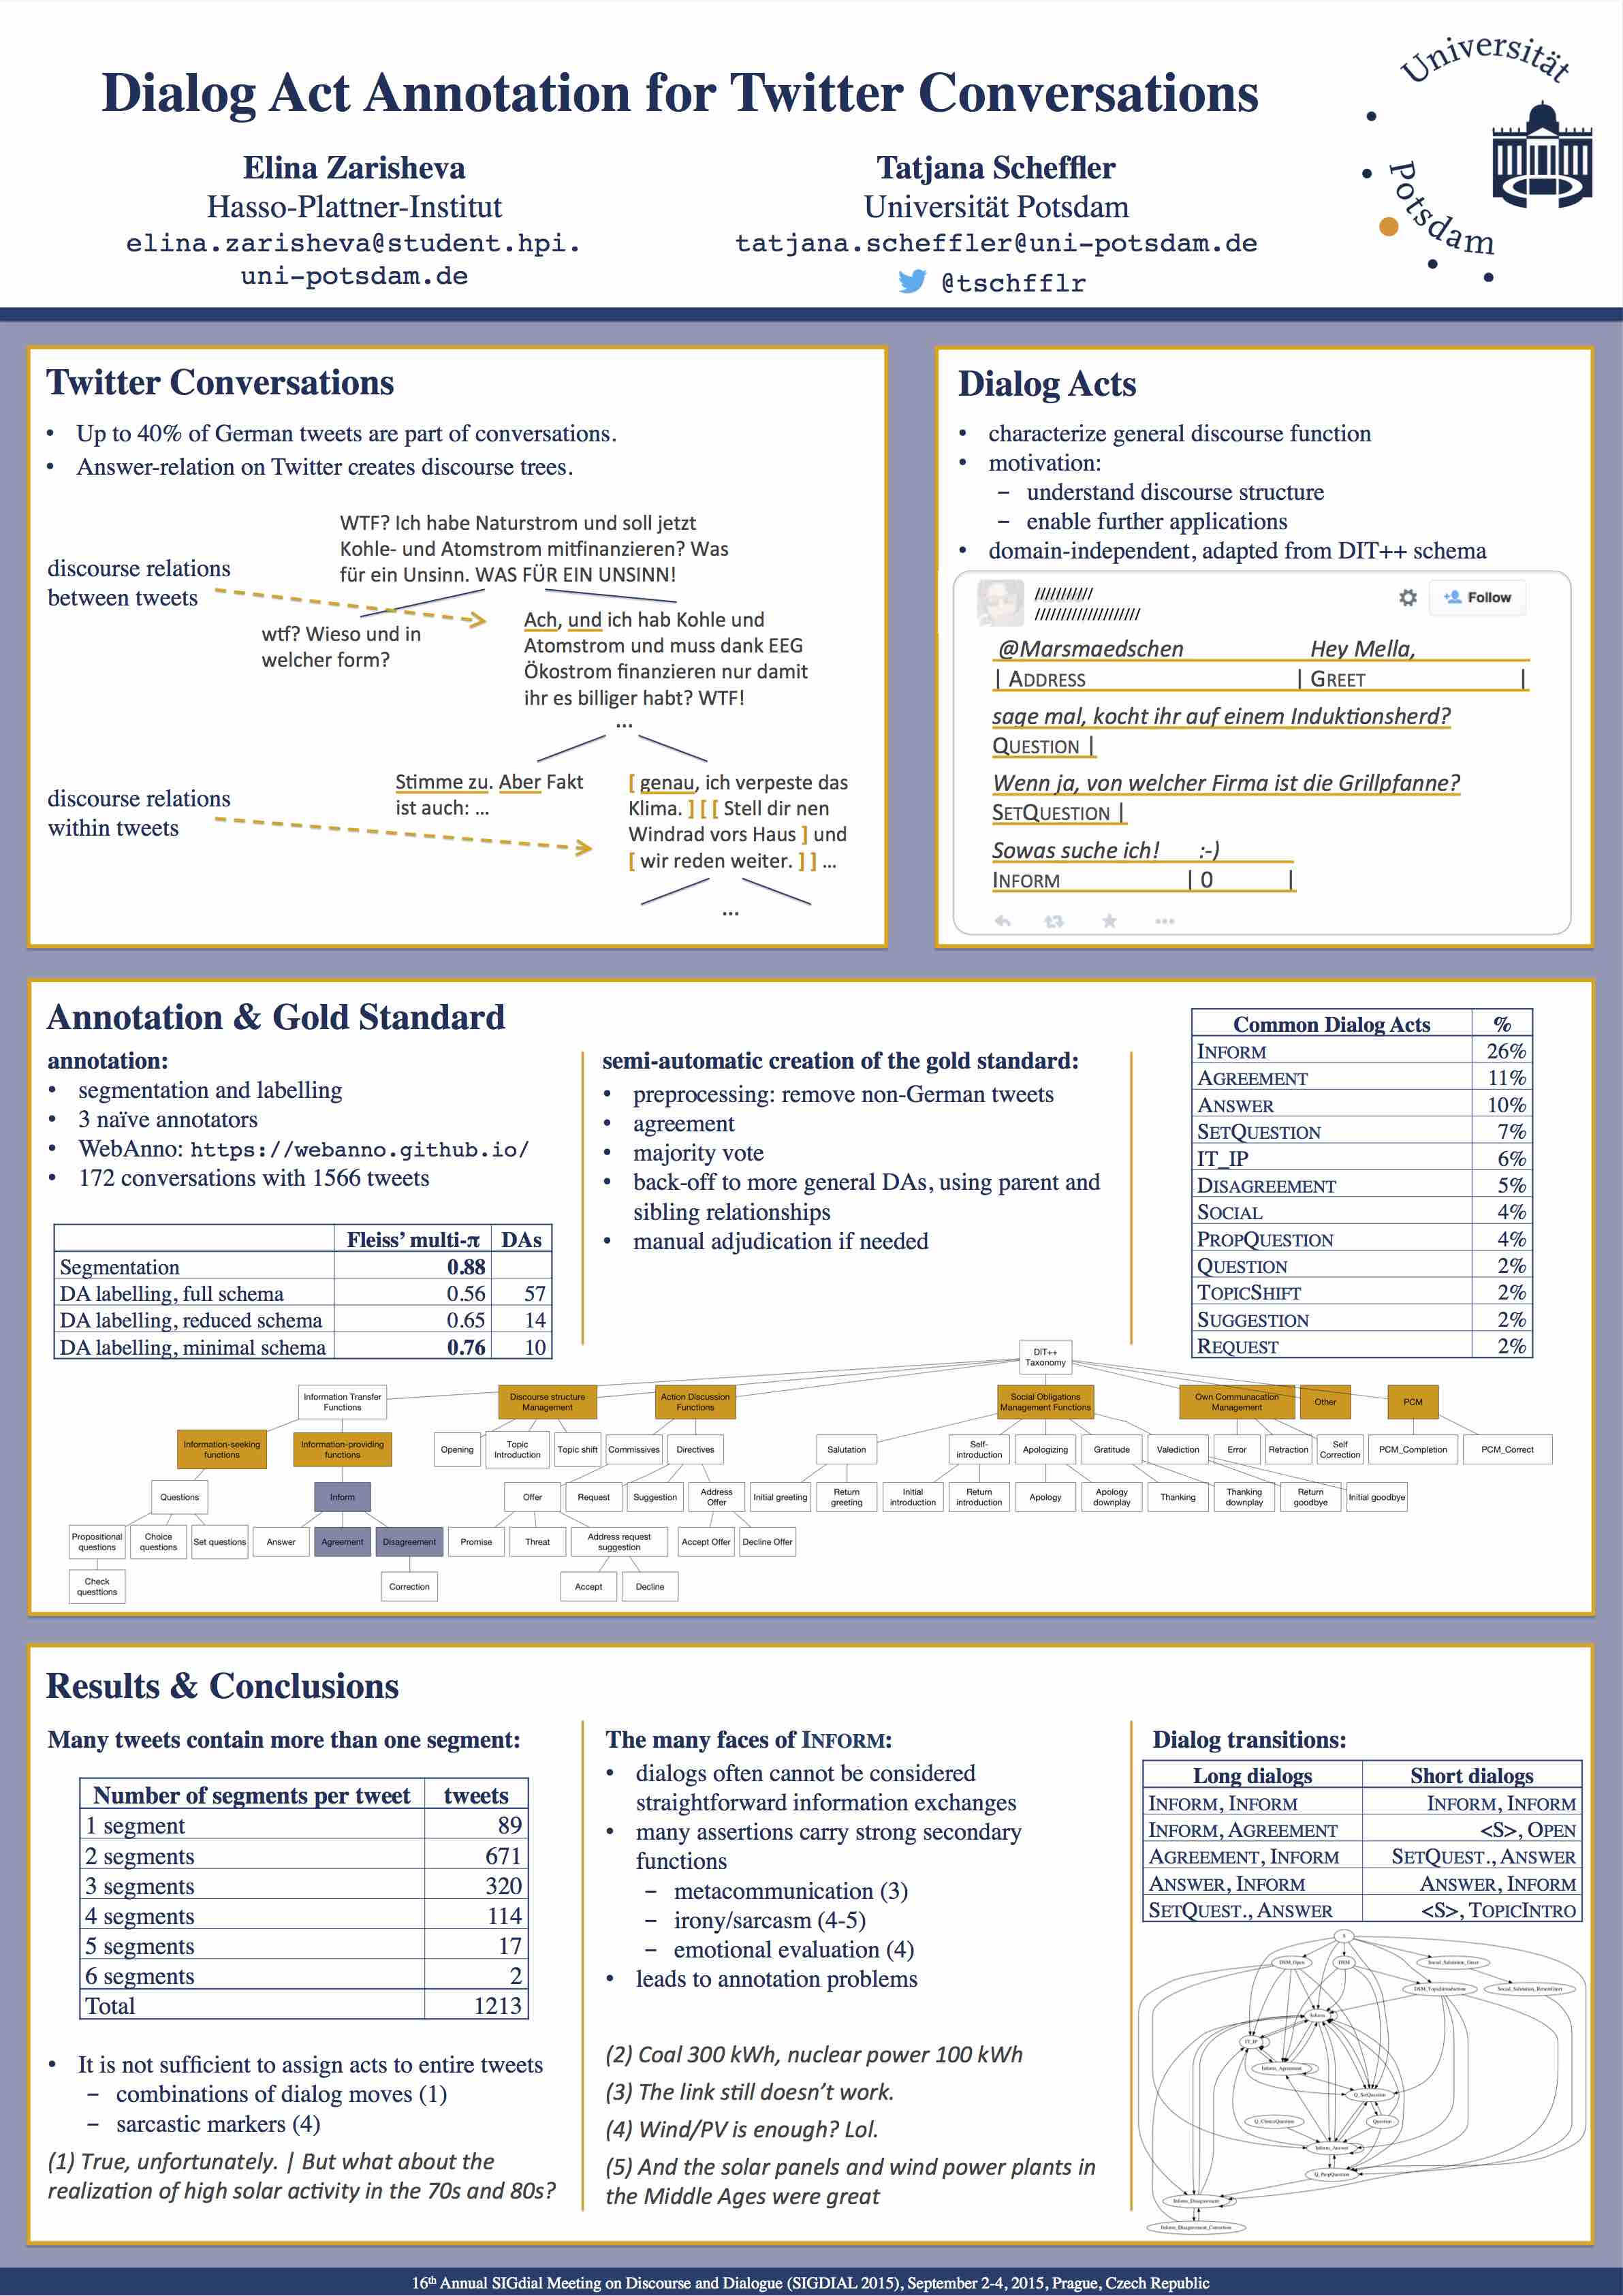 Dialog Act Annotation for Twitter Conversations
Elina Zarisheva
Hasso-Plattner-Institut
elina.zarisheva@student.hpi.
uni-potsdam.de
Tatjana Scheffler
Universität Potsdam
tatjana.scheffler@uni-potsdam.de
@tschfflr
Universität
Potsdam
Twitter Conversations
• Up to 40% of German tweets are part of conversations.
• Answer-relation on Twitter creates discourse trees.
discourse relations
between tweets
WTF? Ich habe Naturstrom und soll jetzt
Kohle- und Atomstrom mitfinanzieren? Was
für ein Unsinn. WAS FÜR EIN UNSINN!
wtf? Wieso und in
welcher form?
Ach, und ich hab Kohle und
Atomstrom und muss dank EEG
Ökostrom finanzieren nur damit
ihr es billiger habt? WTF!
...
discourse relations
within tweets
Stimme zu. Aber Fakt
ist auch: ...
[ genau, ich verpeste das
Klima. ] [ [ Stell dir nen
Windrad vors Haus ] und
[ wir reden weiter. ] ] ...
...
Dialog Acts
• characterize general discourse function
• motivation:
– understand discourse structure
– enable further applications
• domain-independent, adapted from DIT++ schema
///////////
////////////////////
Follow
@Marsmaedschen Hey Mella,
| ADDRESS | GREET |
sage mal, kocht ihr auf einem Induktionsherd?
QUESTION |
Wenn ja, von welcher Firma ist die Grillpfanne?
SETQUESTION |
Sowas suche ich! :-)
INFORM | 0 |
Annotation & Gold Standard
annotation:
• segmentation and labelling
• 3 naïve annotators
• WebAnno: https://webanno.github.io/
• 172 conversations with 1566 tweets
Fleiss' multi-π DAs
Segmentation 0.88
DA labelling, full schema 0.56 57
DA labelling, reduced schema 0.65 14
DA labelling, minimal schema 0.76 10
semi-automatic creation of the gold standard:
• preprocessing: remove non-German tweets
• agreement
• majority vote
• back-off to more general DAs, using parent and
sibling relationships
• manual adjudication if needed
Common Dialog Acts %
INFORM 26%
AGREEMENT 11%
ANSWER 10%
SETQUESTION 7%
IT_IP 6%
DISAGREEMENT 5%
SOCIAL 4%
PROPQUESTION 4%
QUESTION 2%
TOPICSHIFT 2%
SUGGESTION 2%
REQUEST 2%
DIT++
Taxonomy
Information Transfer
Functions
Discourse structure
Management
Action Discussion
Functions
Social Obligations
Management Functions
Own Communacation
Management
Other
PCM
Information-seeking
functions
Information-providing
functions
Opening
Topic
Introduction
Topic shift
Commissives
Directives
Salutation
Self-
introduction
Apologizing
Gratitude
Valediction
Error
Retraction
Self
Correction
PCM_Completion
PCM_Correct
Questions
Inform
Offer
Request
Suggestion
Address
Offer
Initial greeting
Return
greeting
Initial
introduction
Return
introduction
Apology
Apology
downplay
Thanking
Thanking
downplay
Return
goodbye
Initial goodbye
Propositional
questions
Choice
questions
Set questions
Answer
Agreement
Disagreement
Promise
Threat
Address request
suggestion
Accept Offer
Decline Offer
Check
questtions
Correction
Accept
Decline
Results & Conclusions
Many tweets contain more than one segment:
Number of segments per tweet tweets
1 segment 89
2 segments 671
3 segments 320
4 segments 114
5 segments 17
6 segments 2
Total 1213
• It is not sufficient to assign acts to entire tweets
– combinations of dialog moves (1)
– sarcastic markers (4)
(1) True, unfortunately. | But what about the
realization of high solar activity in the 70s and 80s?
The many faces of INFORM:
• dialogs often cannot be considered
straightforward information exchanges
• many assertions carry strong secondary
functions
– metacommunication (3)
– irony/sarcasm (4-5)
– emotional evaluation (4)
• leads to annotation problems
(2) Coal 300 kWh, nuclear power 100 kWh
(3) The link still doesn't work.
(4) Wind/PV is enough? Lol.
(5) And the solar panels and wind power plants in
the Middle Ages were great
Dialog transitions:
Long dialogs Short dialogs
INFORM, INFORM INFORM, INFORM
INFORM, AGREEMENT <S>, OPEN
AGREEMENT, INFORM SETQUEST., ANSWER
ANSWER, INFORM ANSWER, INFORM
SETQUEST., ANSWER <S>, TOPICINTRO
S
DSM_Open
DSM
Social_Salutation_Greet
DSM_TopicIntroduction
Social_Salutation_ReturnGreet
Inform
IT_IP
Inform_Agreement
Q_SetQuestion
Q_ChoiceQuestion
Question
Inform_Answer
Q_PropQuestion
Inform_Disagreement
Inform_Disagreement_Correction
16th Annual SIGdial Meeting on Discourse and Dialogue (SIGDIAL 2015), September 2-4, 2015, Prague, Czech Republic